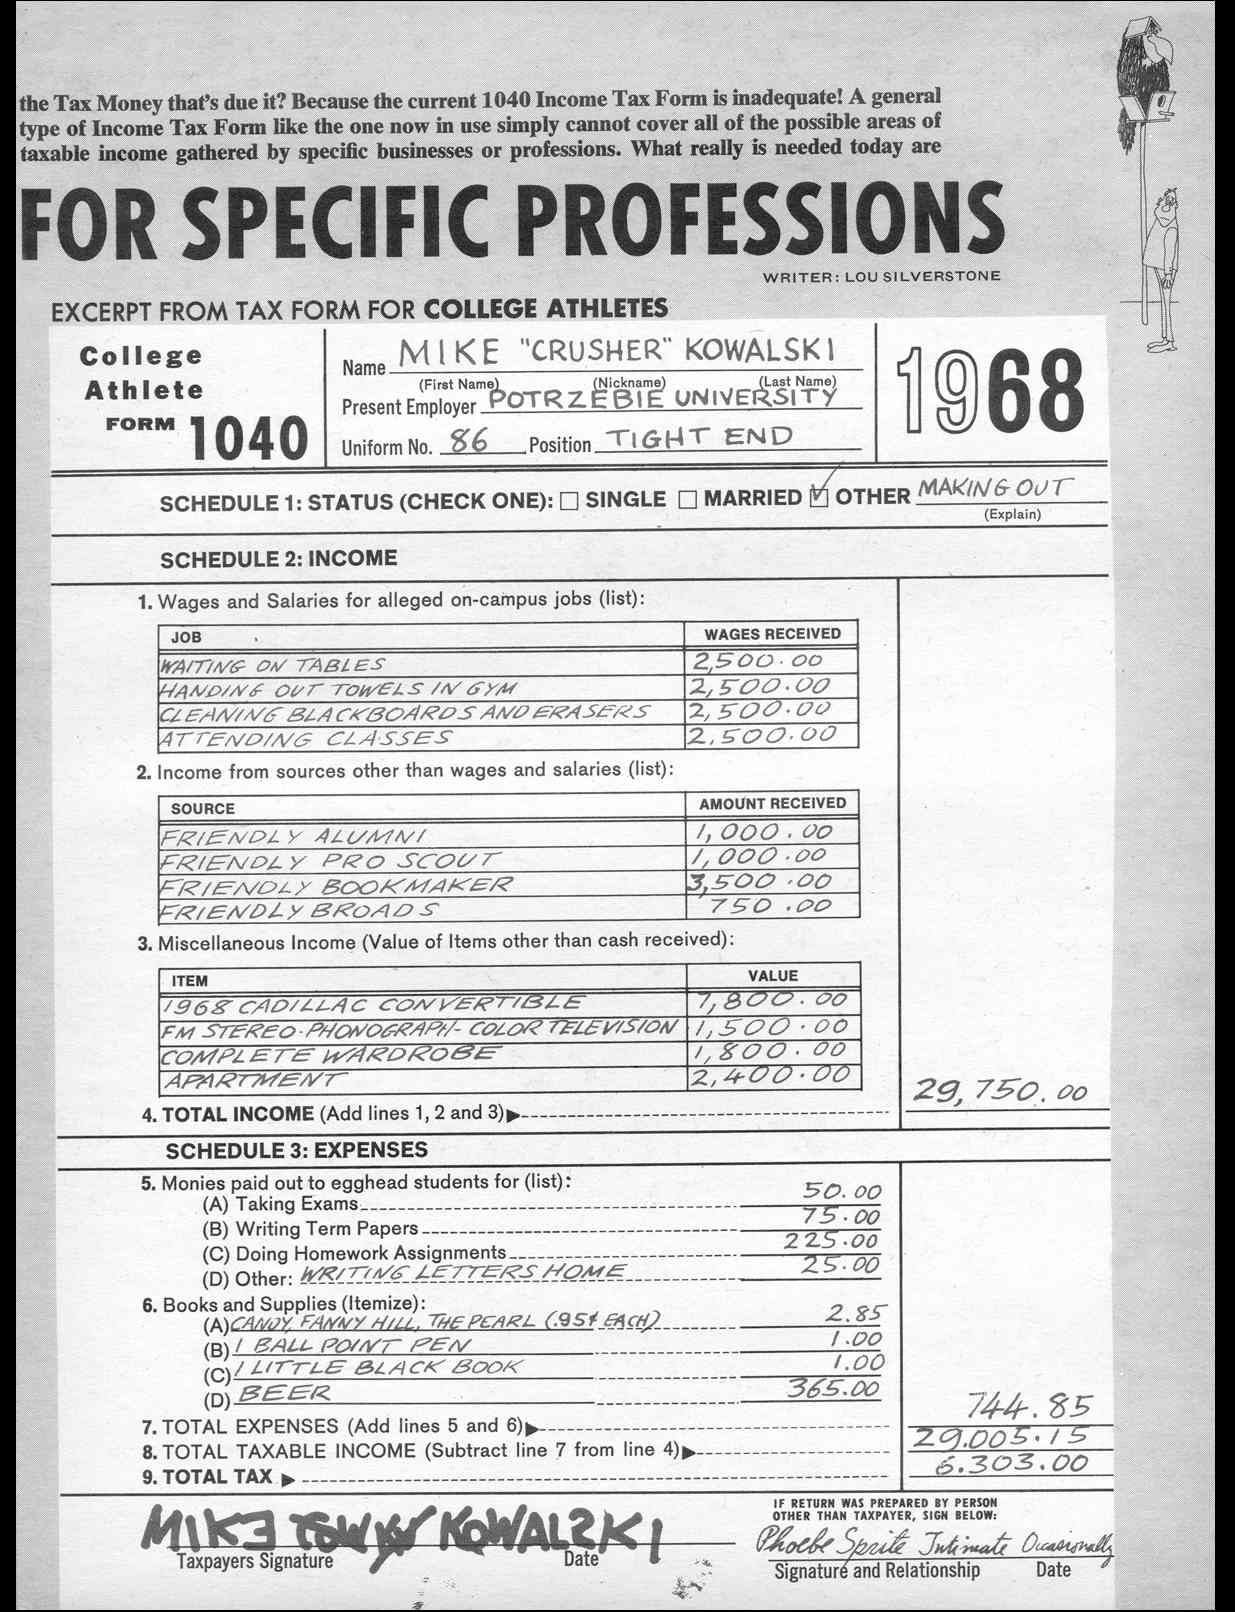 the Tax Money that's due it? Because the current 1040 Income Tax Form is inadequate! A general
type of Income Tax Form like the one now in use simply cannot cover all of the possible areas of
taxable income gathered by specific businesses or professions. What really is needed today are
FOR SPECIFIC PROFESSIONS
WRITER: LOU SILVERSTONE
EXCERPT FROM TAX FORM FOR COLLEGE ATHLETES
College
Athlete
FORM 1040
Name MIKE "CRUSHER" KOWALSKI
(First Name) (Nickname) (Last Name)
Present Employer POTRZEBIE UNIVERSITY
Uniform No. 86 Position TIGHT END
1968
SCHEDULE 1: STATUS (CHECK ONE): SINGLE MARRIED OTHER MAKING OUT
(Explain)
SCHEDULE 2: INCOME
1. Wages and Salaries for alleged on-campus jobs (list):
JOB WAGES RECEIVED
WAITING ON TABLES 2,500.00
HANDING OUT TOWELS IN GYM 2,500.00
CLEANING BLACKBOARDS AND ERASERS 2,500.00
ATTENDING CLASSES 2,500.00
2. Income from sources other than wages and salaries (list):
SOURCE AMOUNT RECEIVED
FRIENDLY ALUMNI 1,000.00
FRIENDLY PRO SCOUT 1,000.00
FRIENDLY BOOKMAKER 3,500.00
FRIENDLY BROADS 750.00
3. Miscellaneous Income (Value of Items other than cash received):
ITEM VALUE
1968 CADILLAC CONVERTIBLE 7,800.00
FM STEREO-PHONOGRAPH-COLOR TELEVISION 1,500.00
COMPLETE WARDROBE 1,800.00
APARTMENT 2,400.00
4. TOTAL INCOME (Add lines 1, 2 and 3) 29,750.00
SCHEDULE 3: EXPENSES
5. Monies paid out to egghead students for (list):
(A) Taking Exams 50.00
(B) Writing Term Papers 75.00
(C) Doing Homework Assignments 225.00
(D) Other: WRITING LETTERS HOME 25.00
6. Books and Supplies (Itemize):
(A) CANDY, FANNY HILL, THE PEARL (.95¢ EACH) 2.85
(B) 1 BALL POINT PEN 1.00
(C) 1 LITTLE BLACK BOOK 1.00
(D) BEER 365.00
7. TOTAL EXPENSES (Add lines 5 and 6) 744.85
8. TOTAL TAXABLE INCOME (Subtract line 7 from line 4) 29.005.15
9. TOTAL TAX 6.303.00
MIKE KOWALSKI
Taxpayers Signature Date
IF RETURN WAS PREPARED BY PERSON
OTHER THAN TAXPAYER, SIGN BELOW:
Phoebe Sprite Intimate Occasionally
Signature and Relationship Date